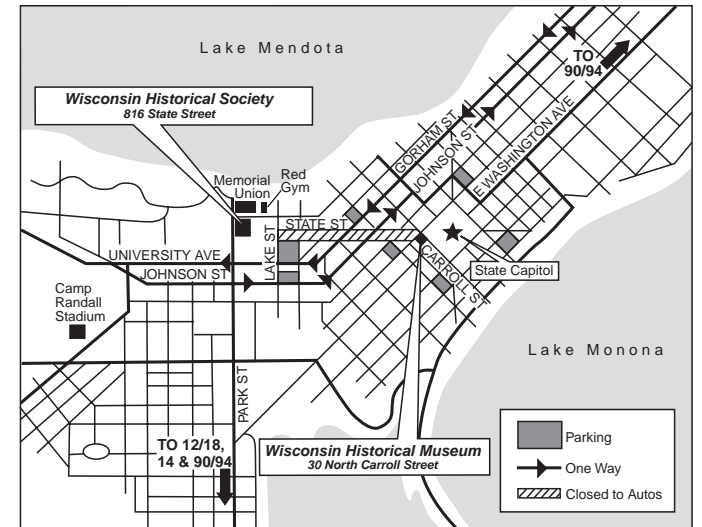 Lake Mendota
TO
90/94
Wisconsin Historical Society
816 State Street
GORHAM ST
JOHNSON ST
E WASHINGTON AVE
Memorial
Union
Red
Gym
STATE ST
LAKE ST
UNIVERSITY AVE
JOHNSON ST
CARROLL ST
State Capitol
Camp
Randall
Stadium
Lake Monona
PARK ST
TO 12/18,
14 & 90/94
Wisconsin Historical Museum
30 North Carroll Street
Parking
One Way
Closed to Autos